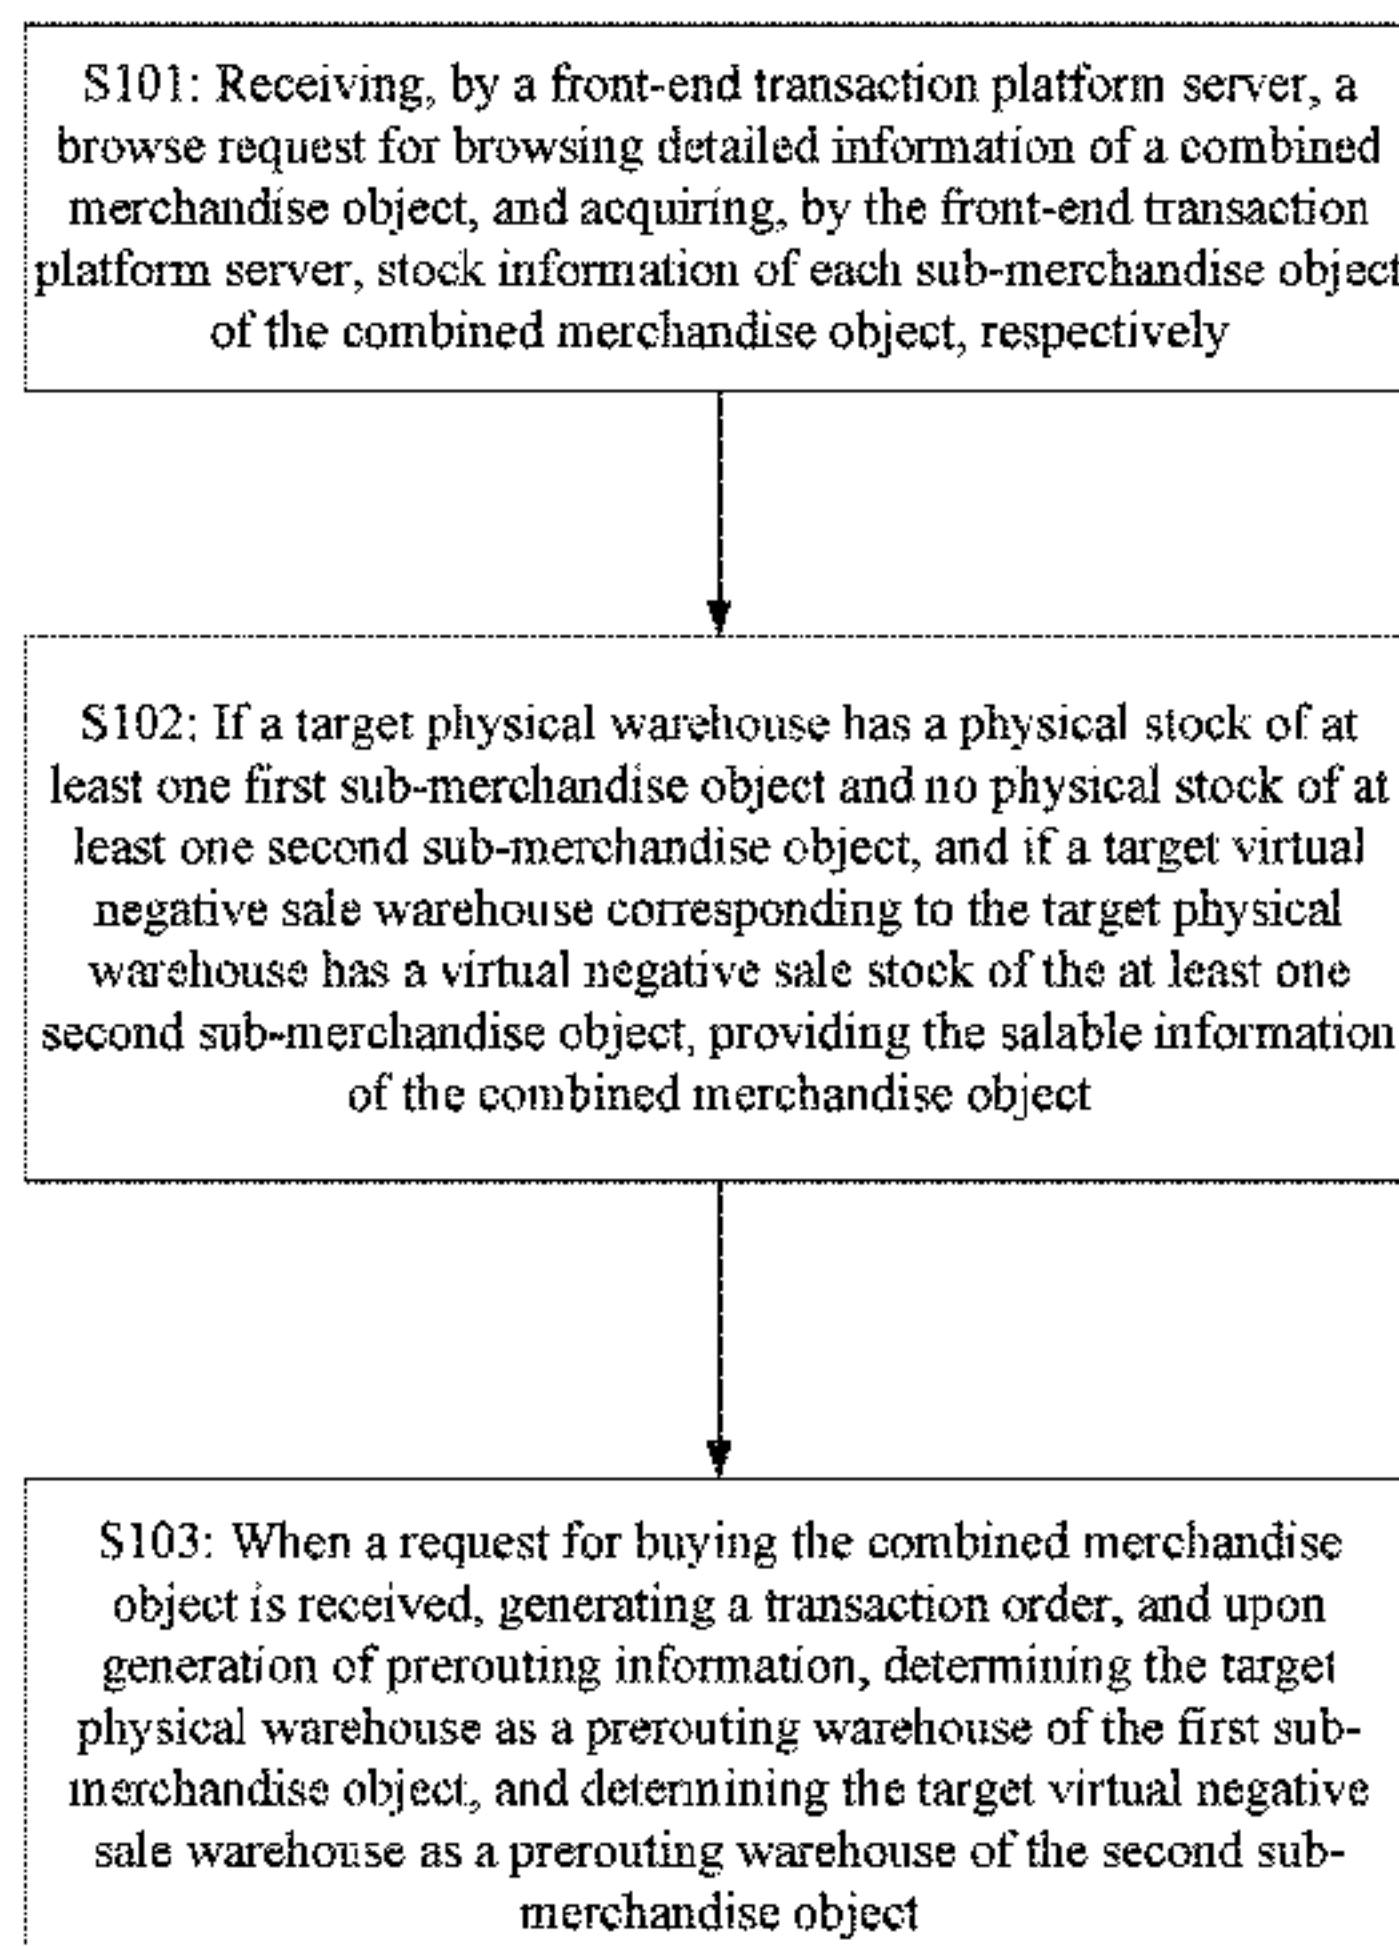 S101: Receiving, by a front-end transaction platform server, a
browse request for browsing detailed information of a combined
merchandise object, and acquiring, by the front-end transaction
platform server, stock information of each sub-merchandise object
of the combined merchandise object, respectively
S102: If a target physical warehouse has a physical stock of at
least one first sub-merchandise object and no physical stock of at
least one second sub-merchandise object, and if a target virtual
negative sale warehouse corresponding to the target physical
warehouse has a virtual negative sale stock of the at least one
second sub-merchandise object, providing the salable information
of the combined merchandise object
S103: When a request for buying the combined merchandise
object is received, generating a transaction order, and upon
generation of prerouting information, determining the target
physical warehouse as a prerouting warehouse of the first sub-
merchandise object, and determining the target virtual negative
sale warehouse as a prerouting warehouse of the second sub-
merchandise object